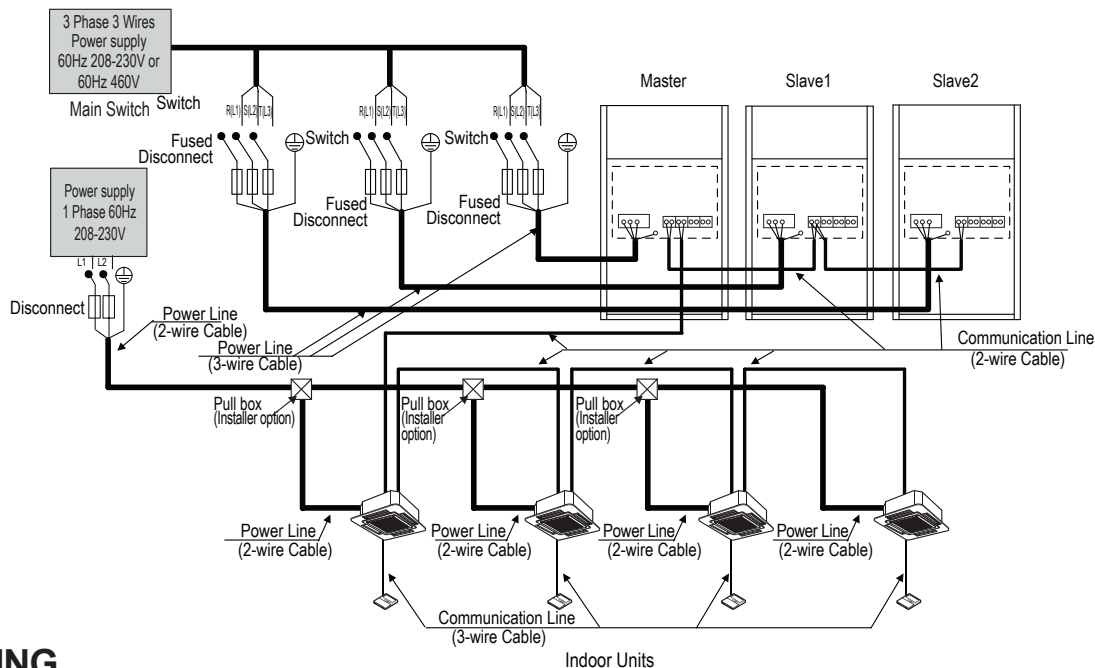 3 Phase 3 Wires
Power supply
60Hz 208-230V or
60Hz 460V
Main Switch
Switch
R(L1) S(L2) T(L3)
Fused
Disconnect
R(L1) S(L2) T(L3)
Switch
Fused
Disconnect
R(L1) S(L2) T(L3)
Switch
Fused
Disconnect
Master
Slave1
Slave2
Power supply
1 Phase 60Hz
208-230V
L1 L2
Disconnect
Power Line
(2-wire Cable)
Power Line
(3-wire Cable)
Communication Line
(2-wire Cable)
Pull box
(Installer option)
Pull box
(Installer
option)
Pull box
(Installer
option)
Power Line
(2-wire Cable)
Power Line
(2-wire Cable)
Power Line
(2-wire Cable)
Power Line
(2-wire Cable)
Communication Line
(3-wire Cable)
Indoor Units